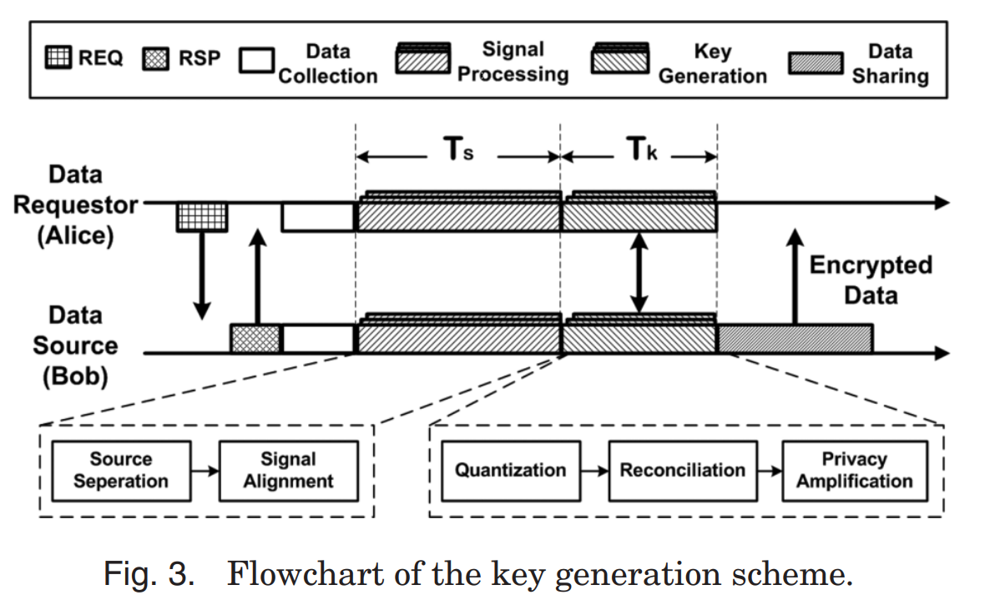 REQ
RSP
Data
Collection
Signal
Processing
Key
Generation
Data
Sharing
Ts
Tk
Data
Requestor
(Alice)
Encrypted
Data
Data
Source
(Bob)
Source
Seperation
Signal
Alignment
Quantization
Reconciliation
Privacy
Amplification
Fig. 3. Flowchart of the key generation scheme.